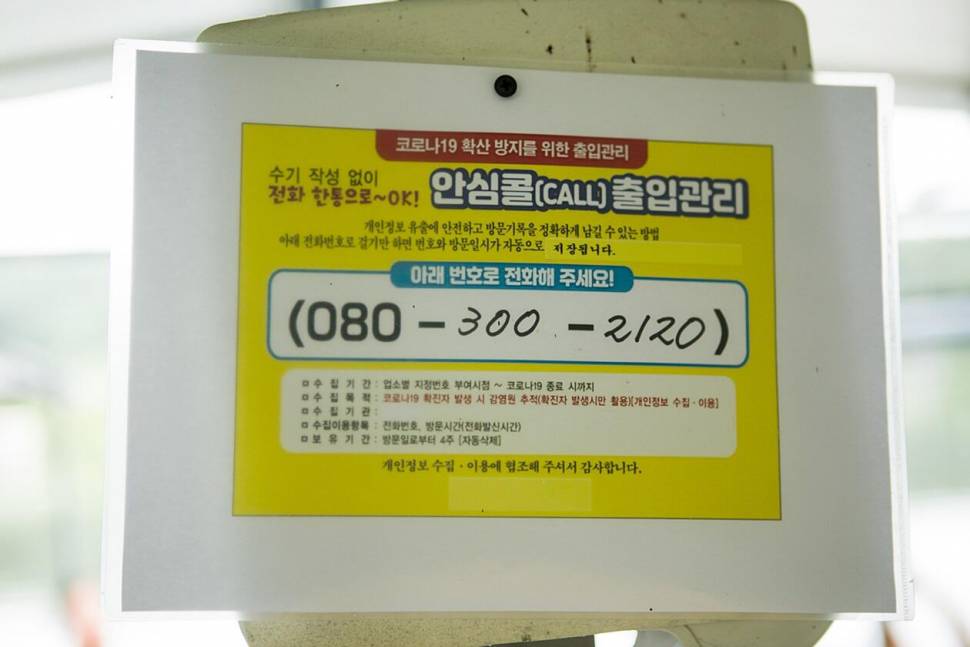 코로나19 확산 방지를 위한 출입관리
수기 작성 없이
전화 한통으로~OK!
안심콜(CALL) 출입관리
개인정보 유출에 안전하고 방문기록을 정확하게 남길 수 있는 방법
아래 전화번호로 걸기만 하면 번호와 방문일시가 자동으로 저장됩니다.
아래 번호로 전화해 주세요!
(080 - 300 - 2120)
수 집 기 간 : 업소별 지정번호 부여시점 ~ 코로나19 종료 시까지
수 집 목 적 : 코로나19 확진자 발생 시 감염원 추적(확진자 발생시만 활용)[개인정보 수집·이용]
수 집 기 관 :
수집이용항목 : 전화번호, 방문시간(전화발신시간)
보 유 기 간 : 방문일로부터 4주 [자동삭제]
개인정보 수집·이용에 협조해 주셔서 감사합니다.